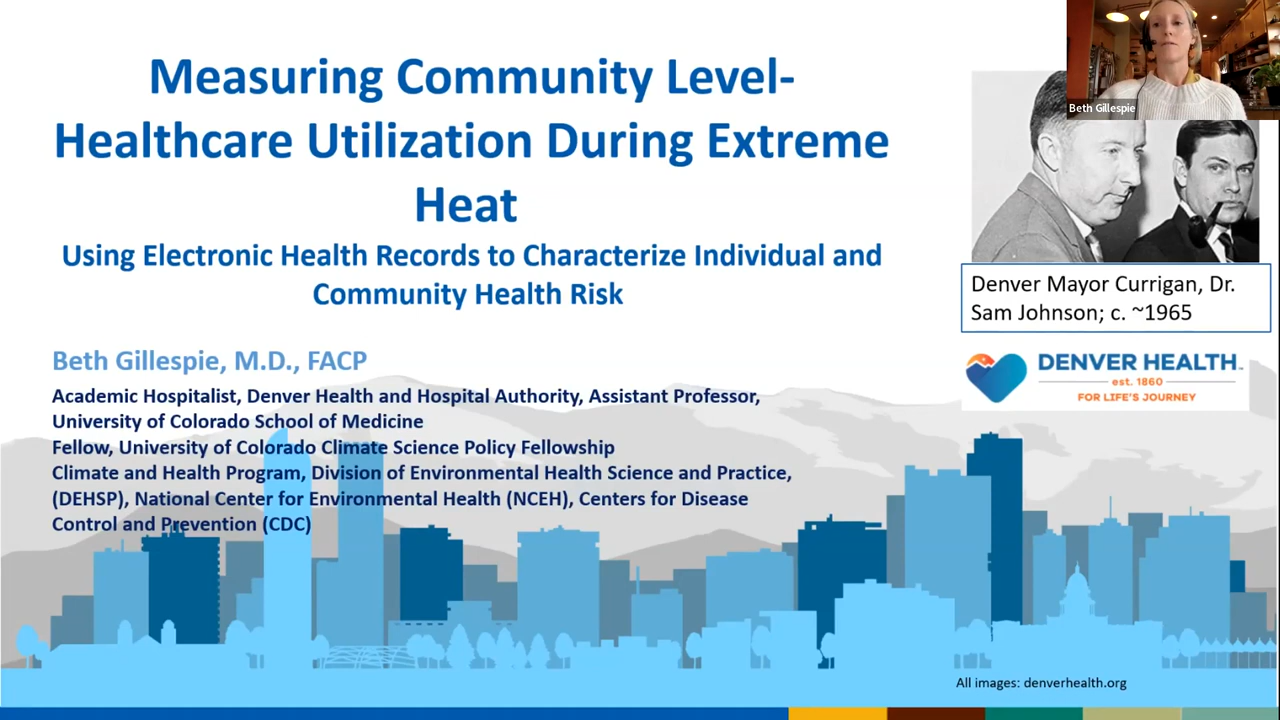 Measuring Community Level-
Healthcare Utilization During Extreme
Heat
Using Electronic Health Records to Characterize Individual and
Community Health Risk
Beth Gillespie, M.D., FACP
Academic Hospitalist, Denver Health and Hospital Authority, Assistant Professor,
University of Colorado School of Medicine
Fellow, University of Colorado Climate Science Policy Fellowship
Climate and Health Program, Division of Environmental Health Science and Practice,
(DEHSP), National Center for Environmental Health (NCEH), Centers for Disease
Control and Prevention (CDC)
Beth Gillespie
Denver Mayor Currigan, Dr.
Sam Johnson; c. ~1965
DENVER HEALTH™
est. 1860
FOR LIFE'S JOURNEY
All images: denverhealth.org